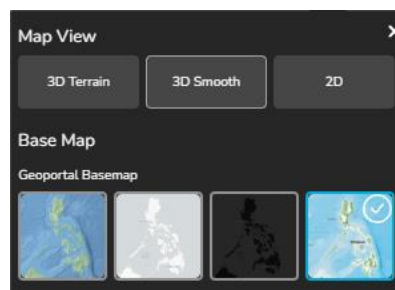 Map View
3D Terrain 3D Smooth 2D
Base Map
Geoportal Basemap